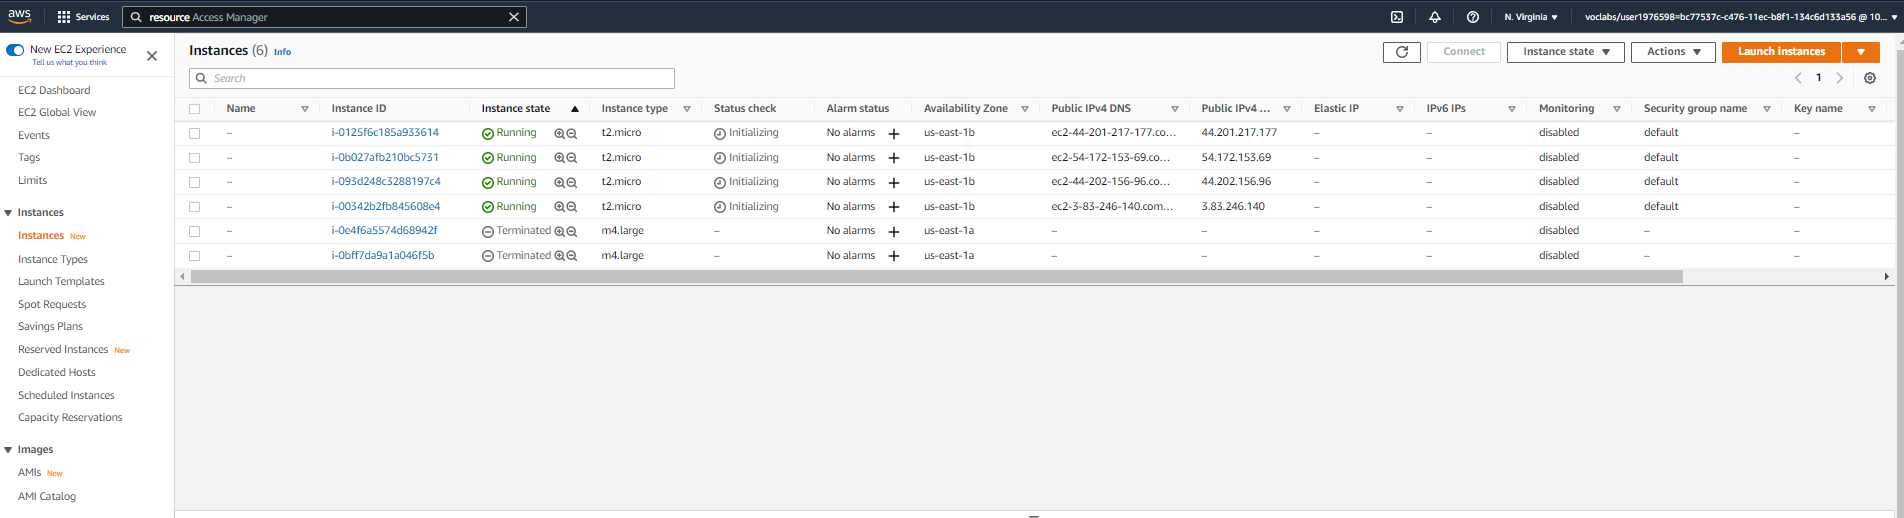 aws Services resource Access Manager N. Virginia voclabs/user1976598=bc77537c-c476-11ec-b8f1-134c6d133a56 @ 10...
New EC2 Experience
Tell us what you think
EC2 Dashboard
EC2 Global View
Events
Tags
Limits
Instances
Instances New
Instance Types
Launch Templates
Spot Requests
Savings Plans
Reserved Instances New
Dedicated Hosts
Scheduled Instances
Capacity Reservations
Images
AMIs New
AMI Catalog
Instances (6) Info Connect Instance state Actions Launch instances
Search 1
Name Instance ID Instance state Instance type Status check Alarm status Availability Zone Public IPv4 DNS Public IPv4 ... Elastic IP IPv6 IPs Monitoring Security group name Key name
– i-0125f6c185a933614 Running t2.micro Initializing No alarms + us-east-1b ec2-44-201-217-177.co... 44.201.217.177 – – disabled default –
– i-0b027afb210bc5731 Running t2.micro Initializing No alarms + us-east-1b ec2-54-172-153-69.co... 54.172.153.69 – – disabled default –
– i-093d248c3288197c4 Running t2.micro Initializing No alarms + us-east-1b ec2-44-202-156-96.co... 44.202.156.96 – – disabled default –
– i-00342b2fb845608e4 Running t2.micro Initializing No alarms + us-east-1b ec2-3-83-246-140.com... 3.83.246.140 – – disabled default –
– i-0e4f6a5574d68942f Terminated m4.large – No alarms + us-east-1a – – – – disabled – –
– i-0bff7da9a1a046f5b Terminated m4.large – No alarms + us-east-1a – – – – disabled – –